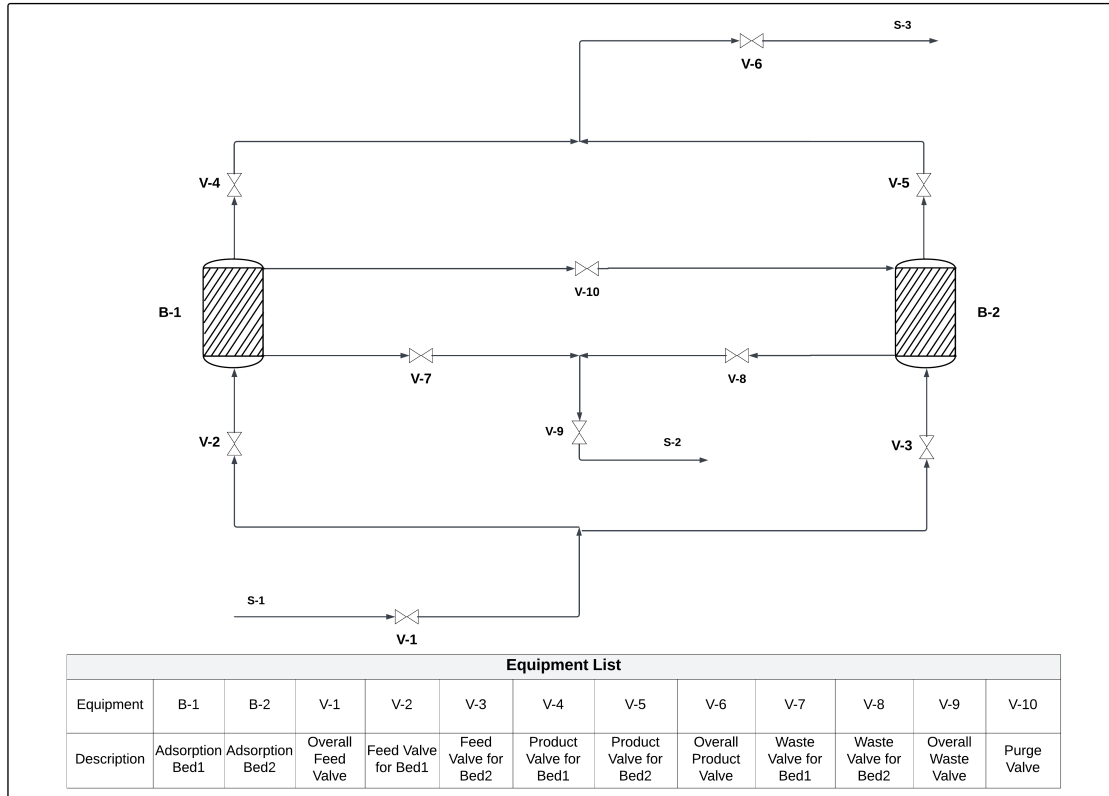 S-3
V-6
V-4
V-5
V-10
B-1
B-2
V-7
V-8
V-9
S-2
V-2
V-3
S-1
V-1
Equipment List
Equipment B-1 B-2 V-1 V-2 V-3 V-4 V-5 V-6 V-7 V-8 V-9 V-10
Description
Adsorption
Bed1
Adsorption
Bed2
Overall
Feed
Valve
Feed Valve
for Bed1
Feed
Valve for
Bed2
Product
Valve for
Bed1
Product
Valve for
Bed2
Overall
Product
Valve
Waste
Valve for
Bed1
Waste
Valve for
Bed2
Overall
Waste
Valve
Purge
Valve